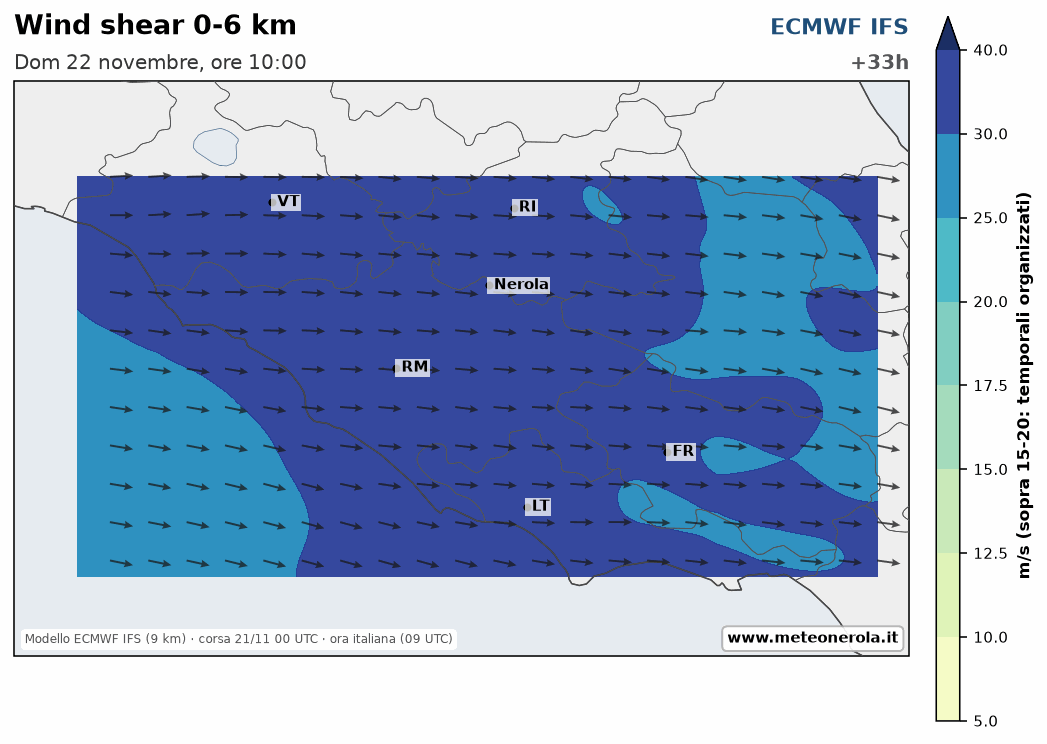 Wind shear 0-6 km
ECMWF IFS
Dom 22 novembre, ore 10:00
+33h
VT
RI
Nerola
RM
FR
LT
Modello ECMWF IFS (9 km) · corsa 21/11 00 UTC · ora italiana (09 UTC)
www.meteonerola.it
40.0
30.0
25.0
20.0
17.5
15.0
12.5
10.0
5.0
m/s (sopra 15-20: temporali organizzati)